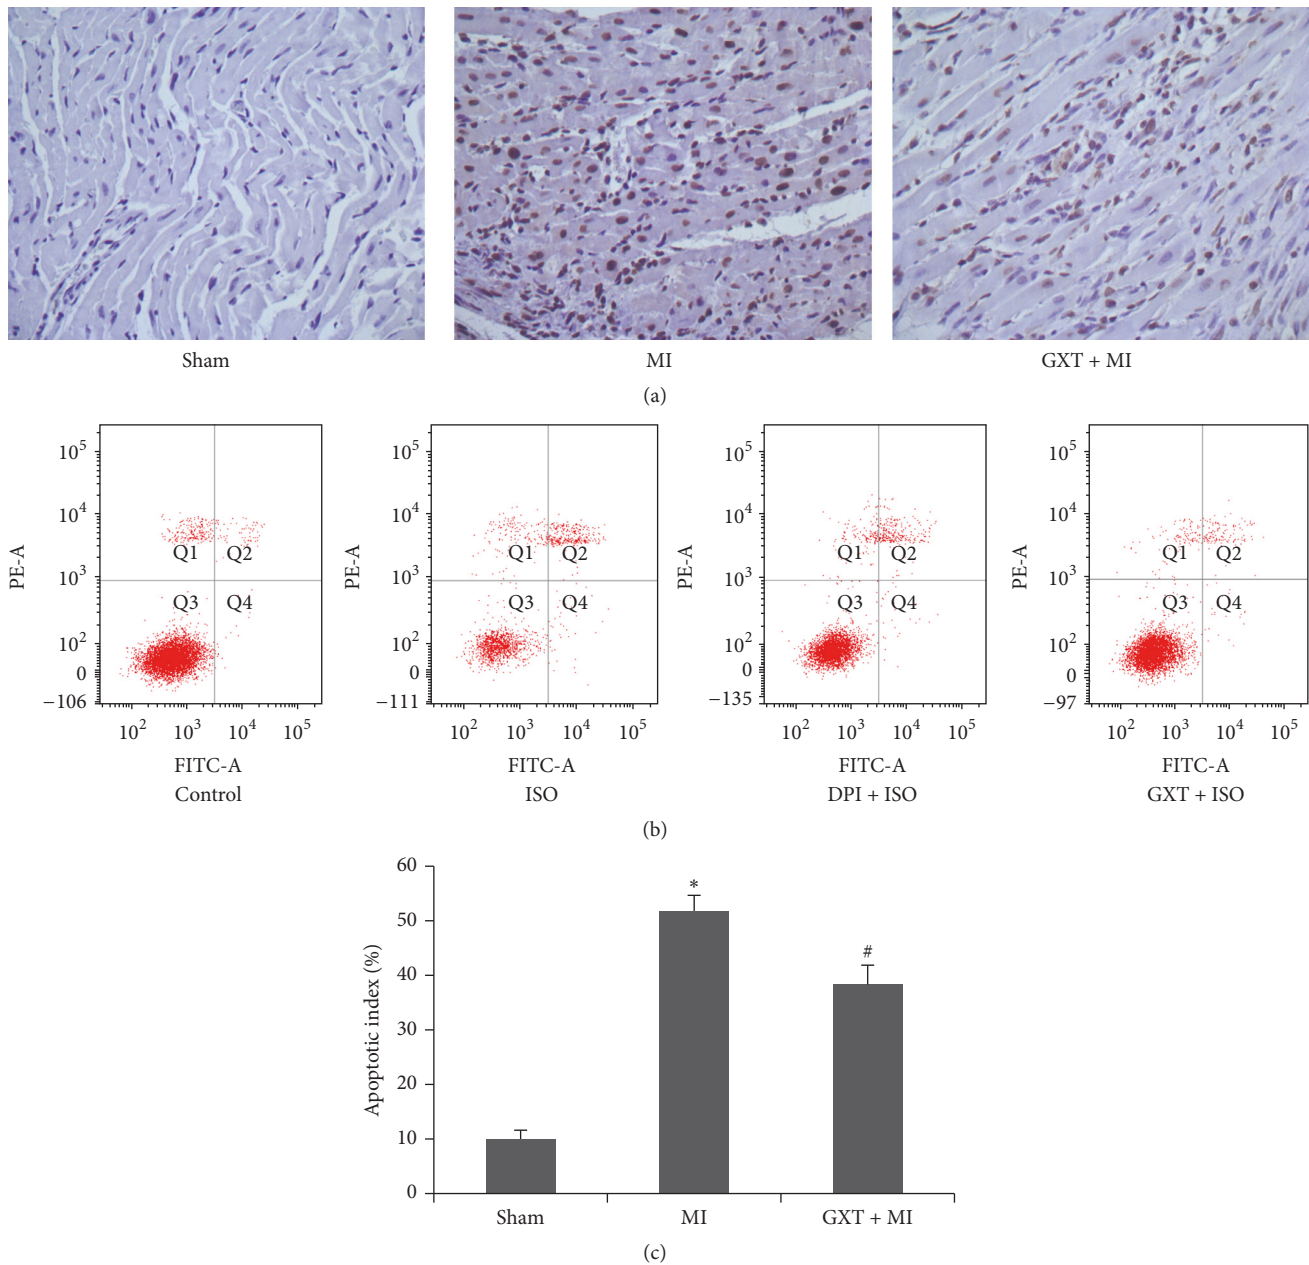 Sham
MI
GXT + MI
(a)
PE-A
10^5
10^4
10^3
10^2
0
−106
Q1
Q2
Q3
Q4
10^2 10^3 10^4 10^5
FITC-A
Control
PE-A
10^5
10^4
10^3
10^2
0
−111
Q1
Q2
Q3
Q4
10^2 10^3 10^4 10^5
FITC-A
ISO
PE-A
10^5
10^4
10^3
10^2
0
−135
Q1
Q2
Q3
Q4
10^2 10^3 10^4 10^5
FITC-A
DPI + ISO
PE-A
10^5
10^4
10^3
10^2
0
−97
Q1
Q2
Q3
Q4
10^2 10^3 10^4 10^5
FITC-A
GXT + ISO
(b)
Apoptotic index (%)
60
50
40
30
20
10
0
*
#
Sham
MI
GXT + MI
(c)